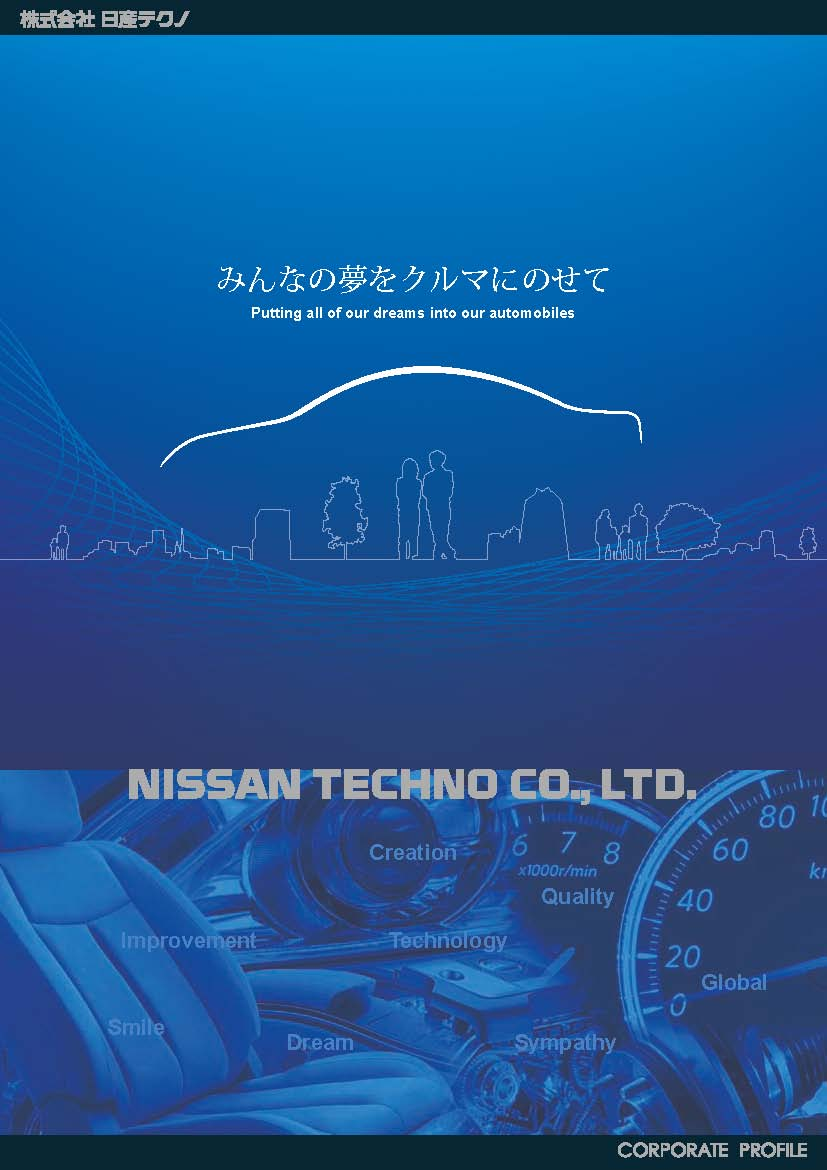 株式会社 日産テクノ
みんなの夢をクルマにのせて
Putting all of our dreams into our automobiles
NISSAN TECHNO CO., LTD.
Creation
6 7 8
x1000r/min
Quality
Improvement
Technology
Smile
Dream
Sympathy
0 20 40 60 80 10
km
Global
CORPORATE PROFILE